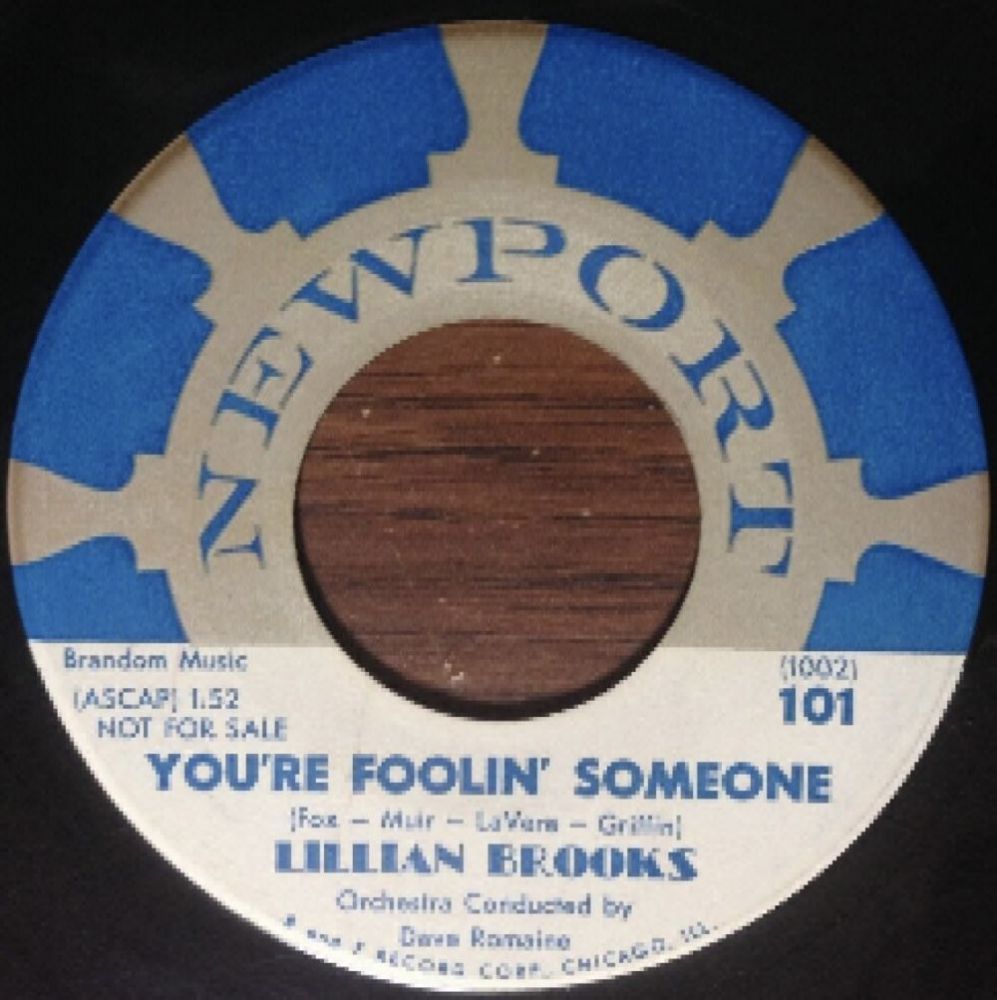 NEWPORT
Brandom Music
(ASCAP) 1.52
NOT FOR SALE
(1002)
101
YOU'RE FOOLIN' SOMEONE
(Fox – Muir – LaVere – Griffin)
LILLIAN BROOKS
Orchestra Conducted by
Dave Romaine
RECORD CORP., CHICAGO, ILL.